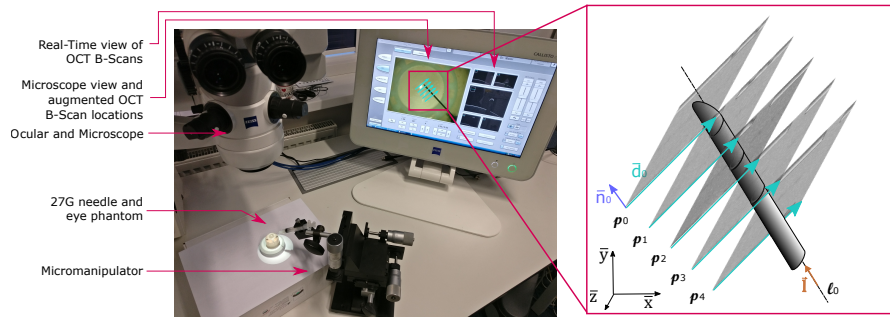 Real-Time view of
OCT B-Scans
Microscope view and
augmented OCT
B-Scan locations
Ocular and Microscope
27G needle and
eye phantom
Micromanipulator
ZEISS
d̄₀
n̄₀
p⁰
p₁
p₂
p₃
p₄
ȳ
z̄
x̄
Ī
ℓ₀